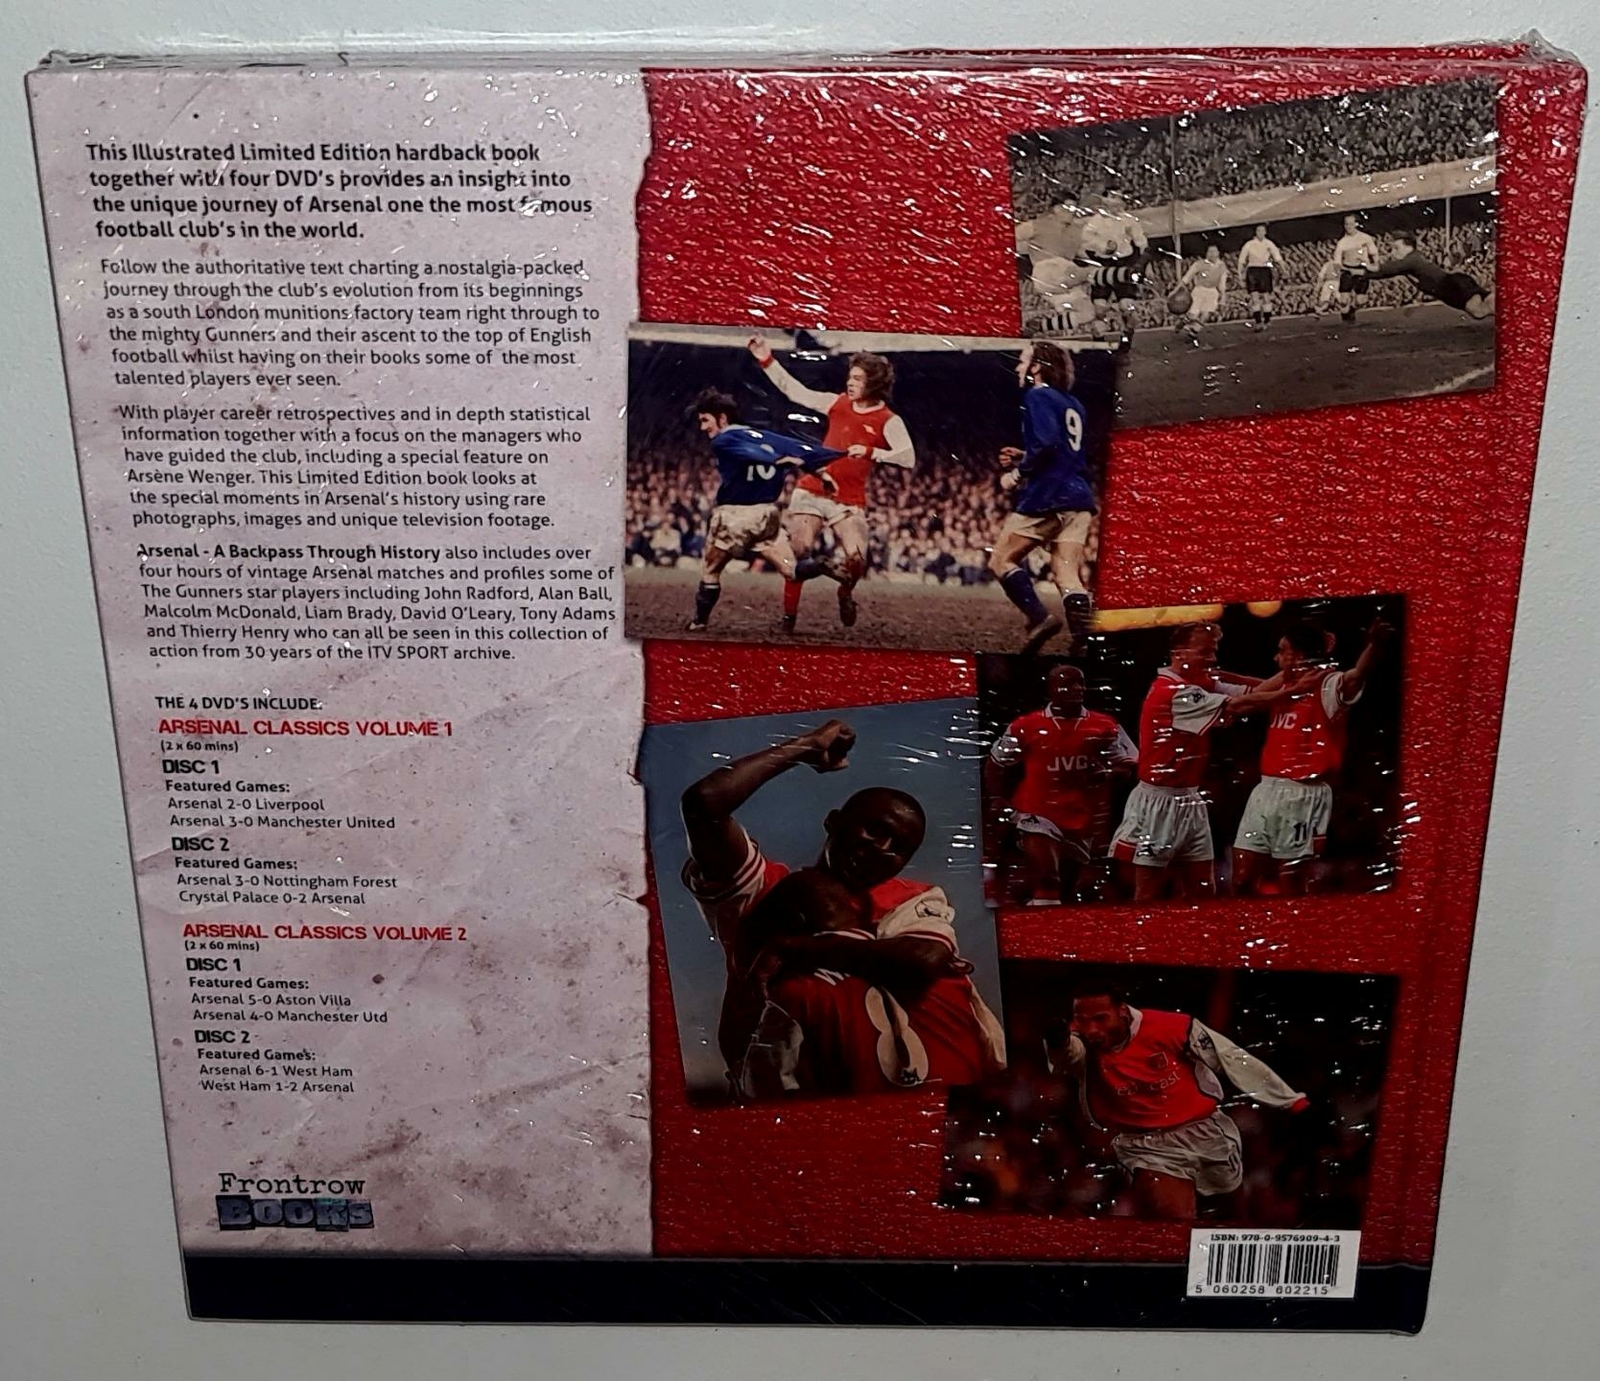 This Illustrated Limited Edition hardback book
together with four DVD's provides an insight into
the unique journey of Arsenal one the most famous
football club's in the world.
Follow the authoritative text charting a nostalgia-packed
journey through the club's evolution from its beginnings
as a south London munitions factory team right through to
the mighty Gunners and their ascent to the top of English
football whilst having on their books some of the most
talented players ever seen.
With player career retrospectives and in depth statistical
information together with a focus on the managers who
have guided the club, including a special feature on
Arsène Wenger. This Limited Edition book looks at
the special moments in Arsenal's history using rare
photographs, images and unique television footage.
Arsenal - A Backpass Through History also includes over
four hours of vintage Arsenal matches and profiles some of
The Gunners star players including John Radford, Alan Ball,
Malcolm McDonald, Liam Brady, David O'Leary, Tony Adams
and Thierry Henry who can all be seen in this collection of
action from 30 years of the ITV SPORT archive.
THE 4 DVD'S INCLUDE:
ARSENAL CLASSICS VOLUME 1
(2 x 60 mins)
DISC 1
Featured Games:
Arsenal 2-0 Liverpool
Arsenal 3-0 Manchester United
DISC 2
Featured Games:
Arsenal 3-0 Nottingham Forest
Crystal Palace 0-2 Arsenal
ARSENAL CLASSICS VOLUME 2
(2 x 60 mins)
DISC 1
Featured Games:
Arsenal 5-0 Aston Villa
Arsenal 4-0 Manchester Utd
DISC 2
Featured Games:
Arsenal 6-1 West Ham
West Ham 1-2 Arsenal
Frontrow
BOOKS
10
9
JVC
JVC
11
8
ISBN: 978-0-9576909-4-3
5 060258 602215